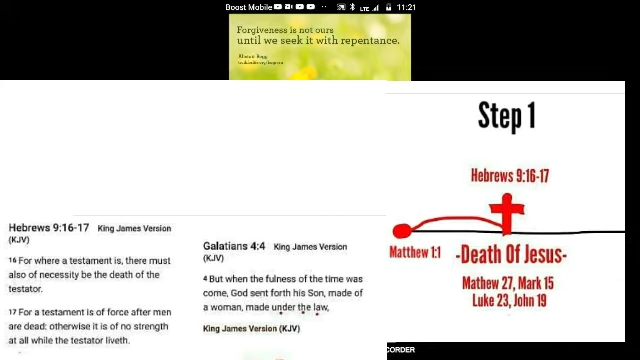 Boost Mobile
LTE
11:21
Forgiveness is not ours
until we seek it with repentance.
Step 1
Hebrews 9:16-17
Matthew 1:1
-Death Of Jesus-
Mathew 27, Mark 15
Luke 23, John 19
Hebrews 9:16-17 King James Version
(KJV)
16 For where a testament is, there must
also of necessity be the death of the
testator.
17 For a testament is of force after men
are dead: otherwise it is of no strength
at all while the testator liveth.
Galatians 4:4 King James Version
(KJV)
4 But when the fulness of the time was
come, God sent forth his Son, made of
a woman, made under the law,
King James Version (KJV)
CORDER